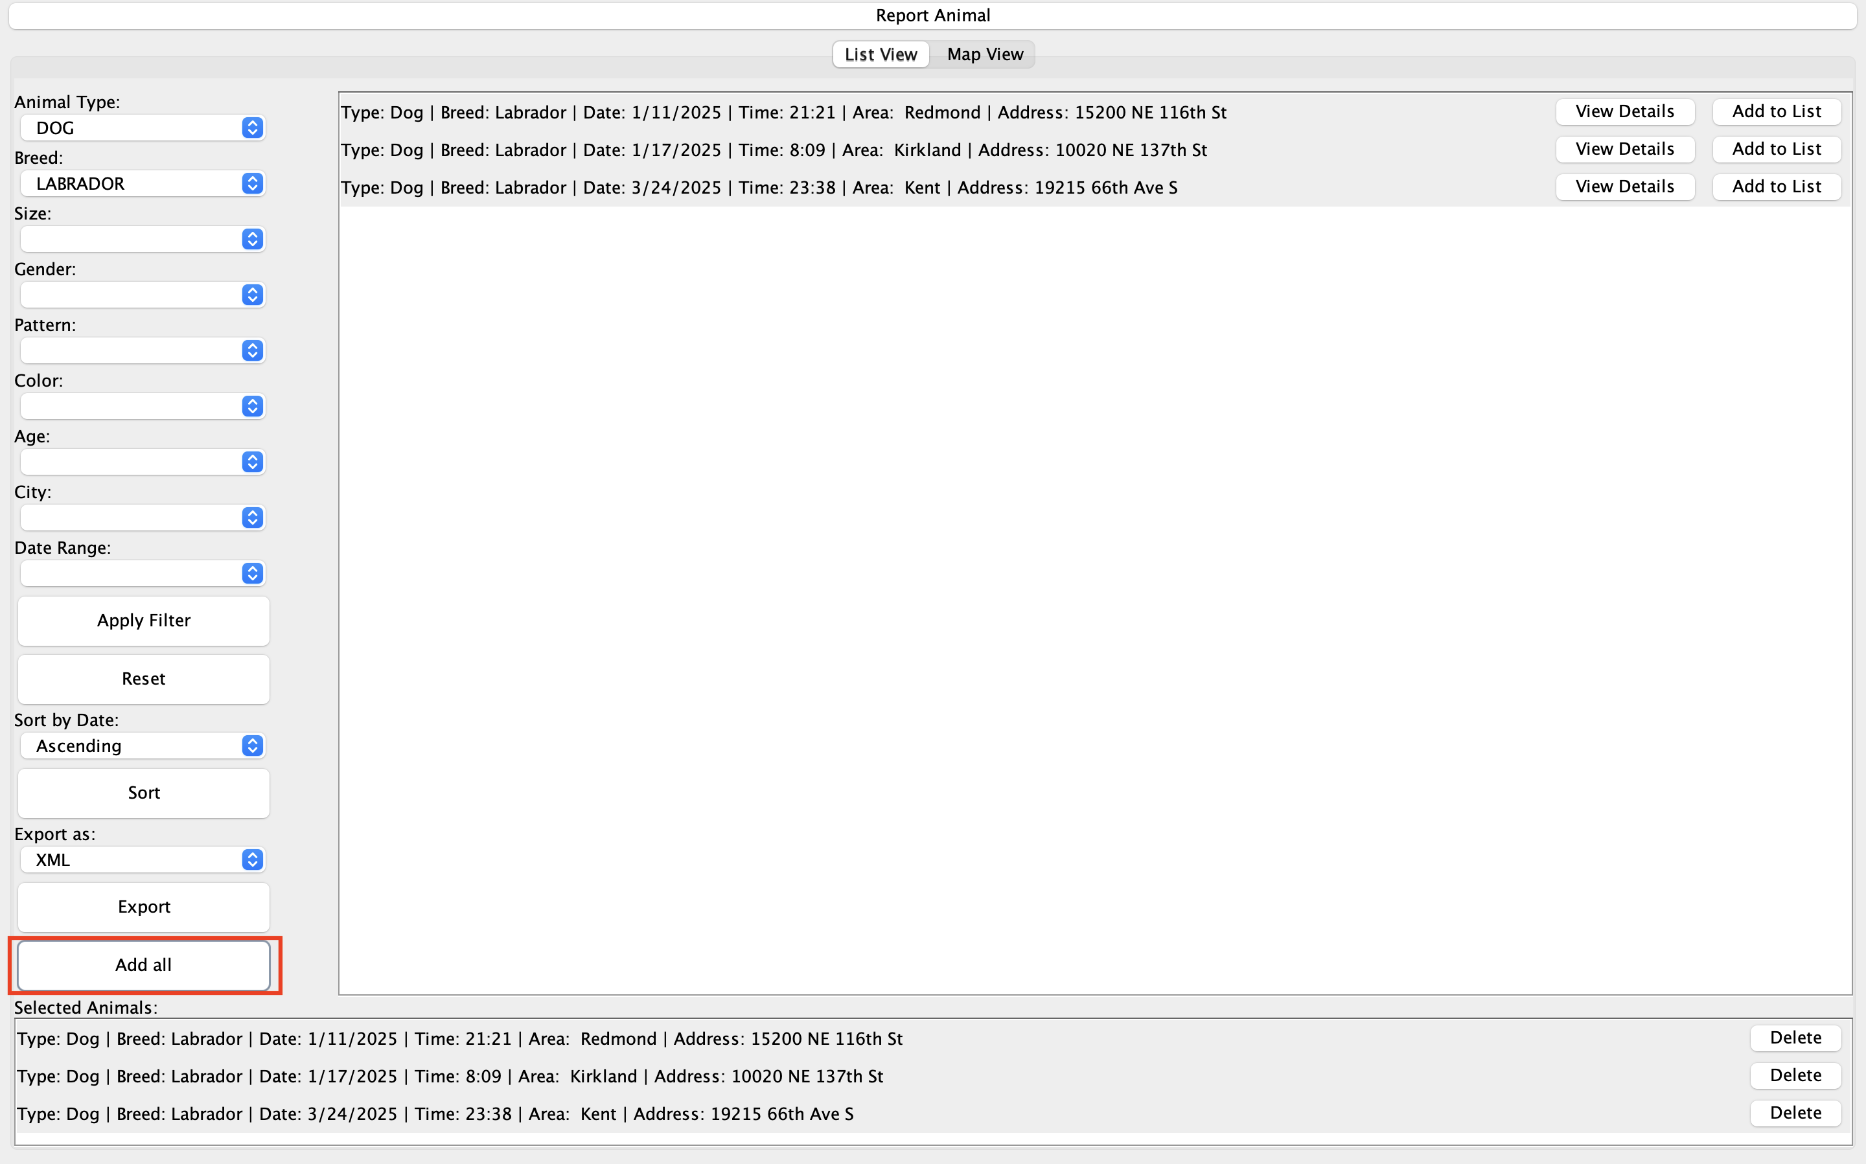 Report Animal
List View Map View
Animal Type:
DOG
Breed:
LABRADOR
Size:
Gender:
Pattern:
Color:
Age:
City:
Date Range:
Apply Filter
Reset
Sort by Date:
Ascending
Sort
Export as:
XML
Export
Add all
Type: Dog | Breed: Labrador | Date: 1/11/2025 | Time: 21:21 | Area:  Redmond | Address: 15200 NE 116th St View Details Add to List
Type: Dog | Breed: Labrador | Date: 1/17/2025 | Time: 8:09 | Area:  Kirkland | Address: 10020 NE 137th St View Details Add to List
Type: Dog | Breed: Labrador | Date: 3/24/2025 | Time: 23:38 | Area:  Kent | Address: 19215 66th Ave S View Details Add to List
Selected Animals:
Type: Dog | Breed: Labrador | Date: 1/11/2025 | Time: 21:21 | Area:  Redmond | Address: 15200 NE 116th St Delete
Type: Dog | Breed: Labrador | Date: 1/17/2025 | Time: 8:09 | Area:  Kirkland | Address: 10020 NE 137th St Delete
Type: Dog | Breed: Labrador | Date: 3/24/2025 | Time: 23:38 | Area:  Kent | Address: 19215 66th Ave S Delete